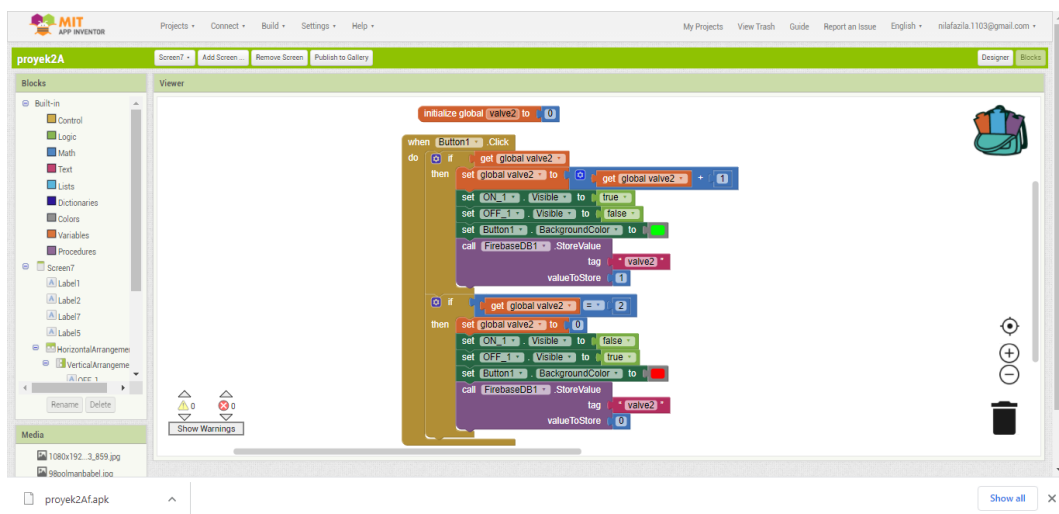 MIT
APP INVENTOR
Projects Connect Build Settings Help
My Projects View Trash Guide Report an Issue English nilafazila.1103@gmail.com
proyek2A
Screen7 Add Screen ... Remove Screen Publish to Gallery
Designer Blocks
Blocks
Viewer
Built-in
Control
Logic
Math
Text
Lists
Dictionaries
Colors
Variables
Procedures
Screen7
Label1
Label2
Label7
Label5
HorizontalArrangemer
VerticalArrangeme
OFF_1
Rename Delete
Media
1080x192...3_859.jpg
98polmanbabel.jpg
initialize global valve2 to 0
when Button1 .Click
do if get global valve2
then set global valve2 to get global valve2 + 1
set ON_1 . Visible to true
set OFF_1 . Visible to false
set Button1 . BackgroundColor to
call FirebaseDB1 .StoreValue
tag " valve2 "
valueToStore 1
if get global valve2 = 2
then set global valve2 to 0
set ON_1 . Visible to false
set OFF_1 . Visible to true
set Button1 . BackgroundColor to
call FirebaseDB1 .StoreValue
tag " valve2 "
valueToStore 0
0 0
Show Warnings
proyek2Af.apk
Show all